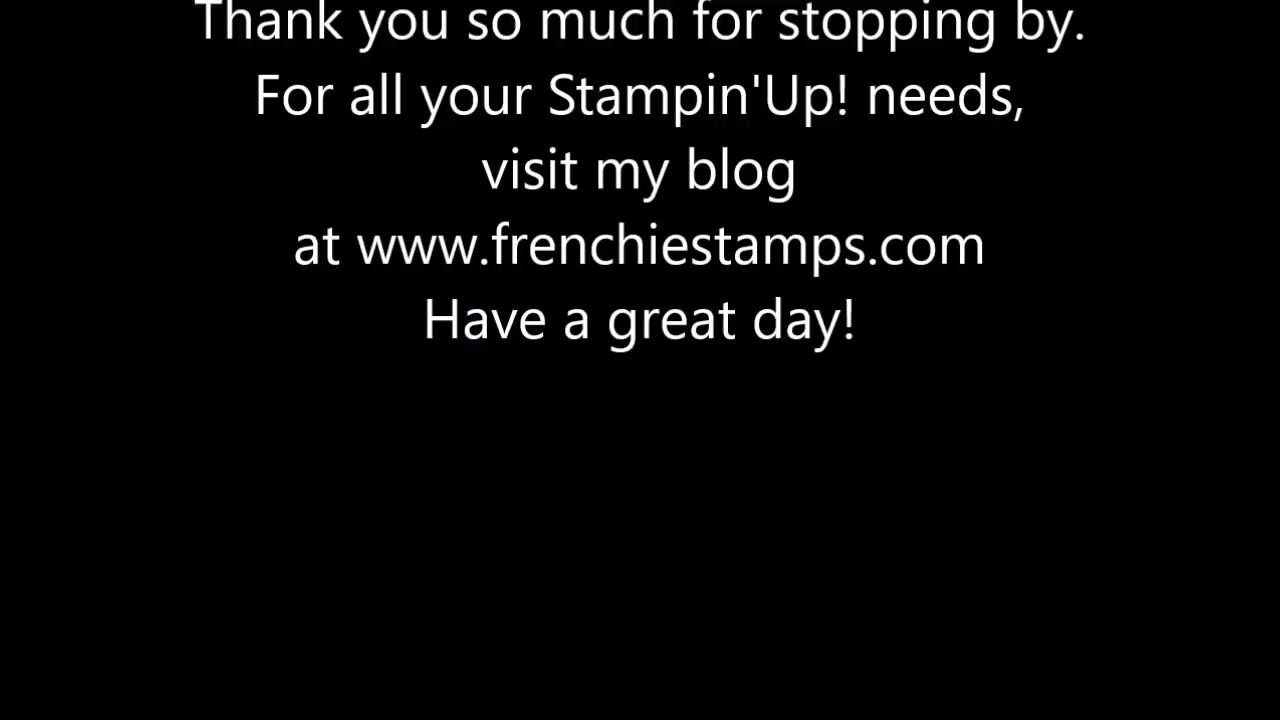 Thank you so much for stopping by.
For all your Stampin'Up! needs,
visit my blog
at www.frenchiestamps.com
Have a great day!